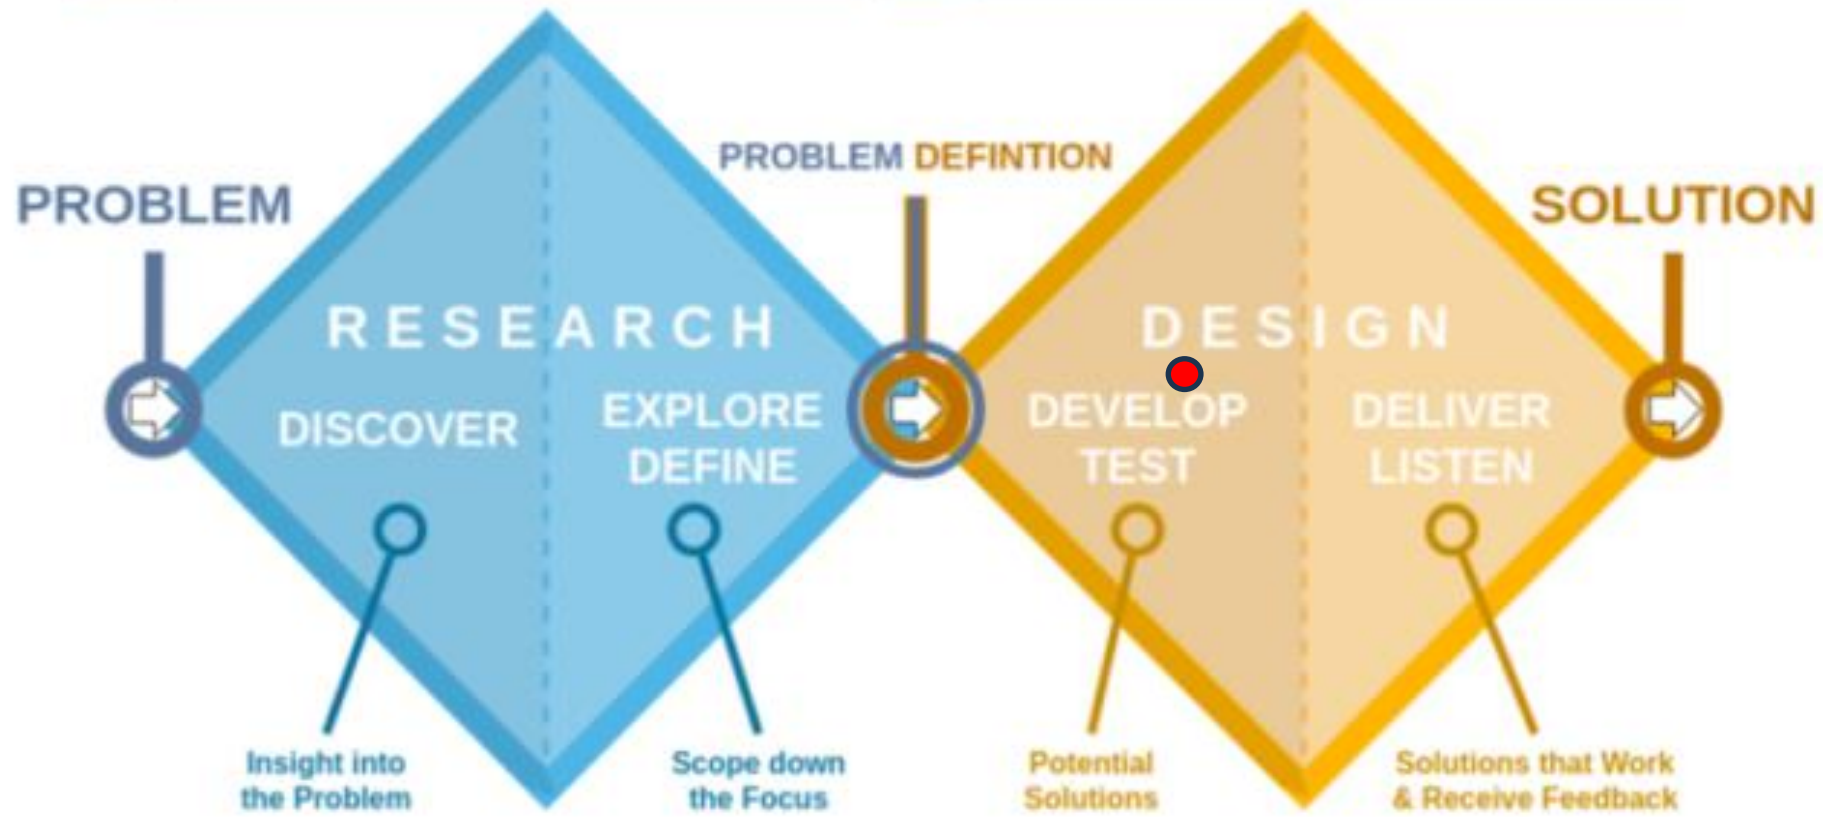 PROBLEM
PROBLEM DEFINTION
SOLUTION
RESEARCH
DISCOVER
EXPLORE
DEFINE
Insight into
the Problem
Scope down
the Focus
DESIGN
DEVELOP
TEST
DELIVER
LISTEN
Potential
Solutions
Solutions that Work
& Receive Feedback